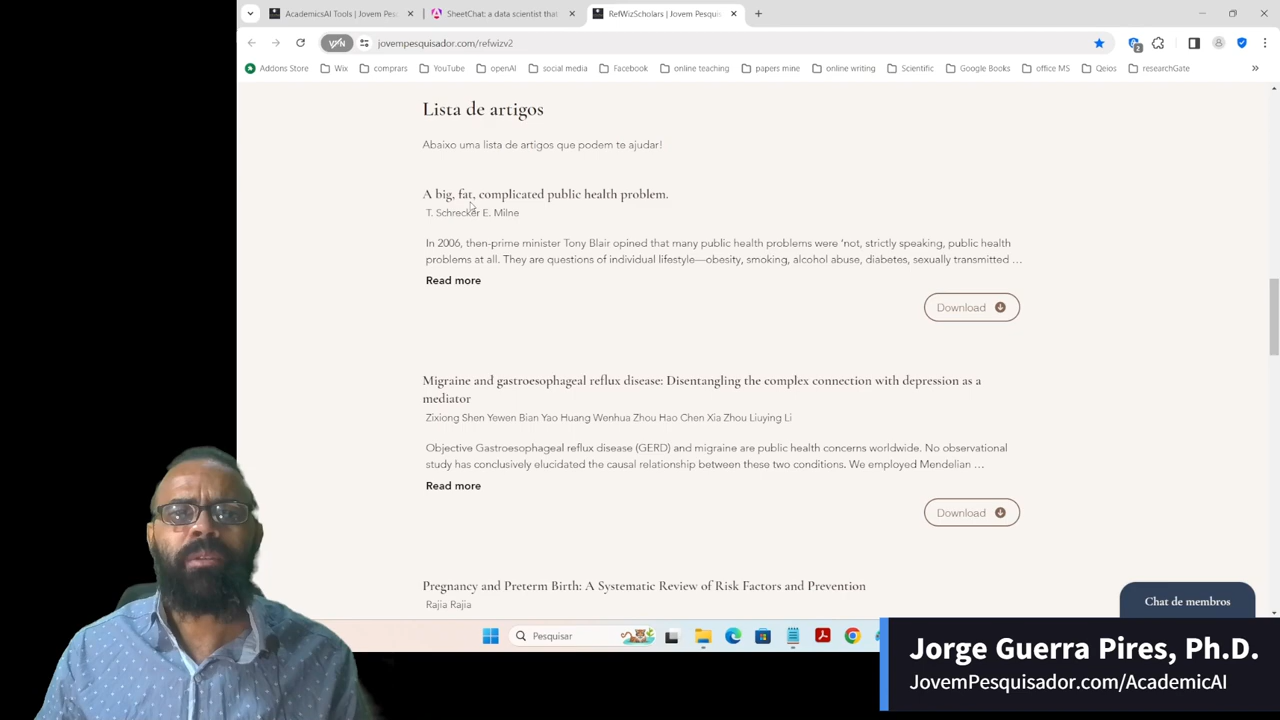 AcademicsAI Tools | Jovem Pesq
SheetChat: a data scientist that
RefWizScholars | Jovem Pesquis
jovempesquisador.com/refwizv2
2
Addons Store
Wix
comprars
YouTube
openAI
social media
Facebook
online teaching
papers mine
online writing
Scientific
Google Books
office MS
Qeios
researchGate
Lista de artigos
Abaixo uma lista de artigos que podem te ajudar!
A big, fat, complicated public health problem.
T. Schrecker E. Milne
In 2006, then-prime minister Tony Blair opined that many public health problems were ‘not, strictly speaking, public health
problems at all. They are questions of individual lifestyle—obesity, smoking, alcohol abuse, diabetes, sexually transmitted …
Read more
Download
Migraine and gastroesophageal reflux disease: Disentangling the complex connection with depression as a
mediator
Zixiong Shen Yewen Bian Yao Huang Wenhua Zhou Hao Chen Xia Zhou Liuying Li
Objective Gastroesophageal reflux disease (GERD) and migraine are public health concerns worldwide. No observational
study has conclusively elucidated the causal relationship between these two conditions. We employed Mendelian …
Read more
Download
Pregnancy and Preterm Birth: A Systematic Review of Risk Factors and Prevention
Rajia Rajia
Chat de membros
Pesquisar
Jorge Guerra Pires, Ph.D.
JovemPesquisador.com/AcademicAI